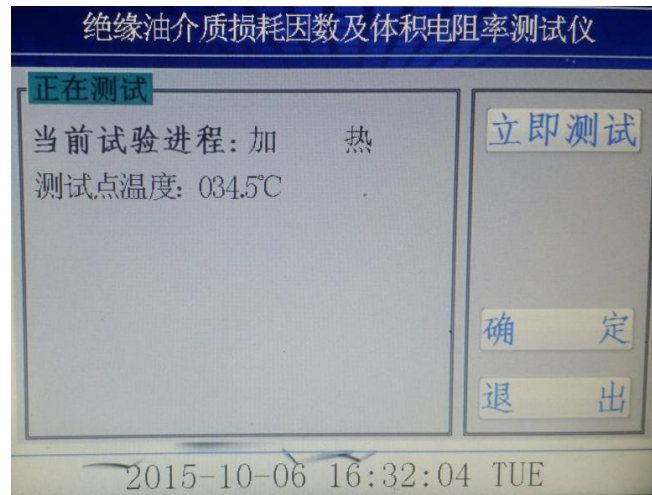 绝缘油介质损耗因数及体积电阻率测试仪
正在测试
当前试验进程: 加 热
测试点温度: 034.5℃
立即测试
确 定
退 出
2015-10-06 16:32:04 TUE